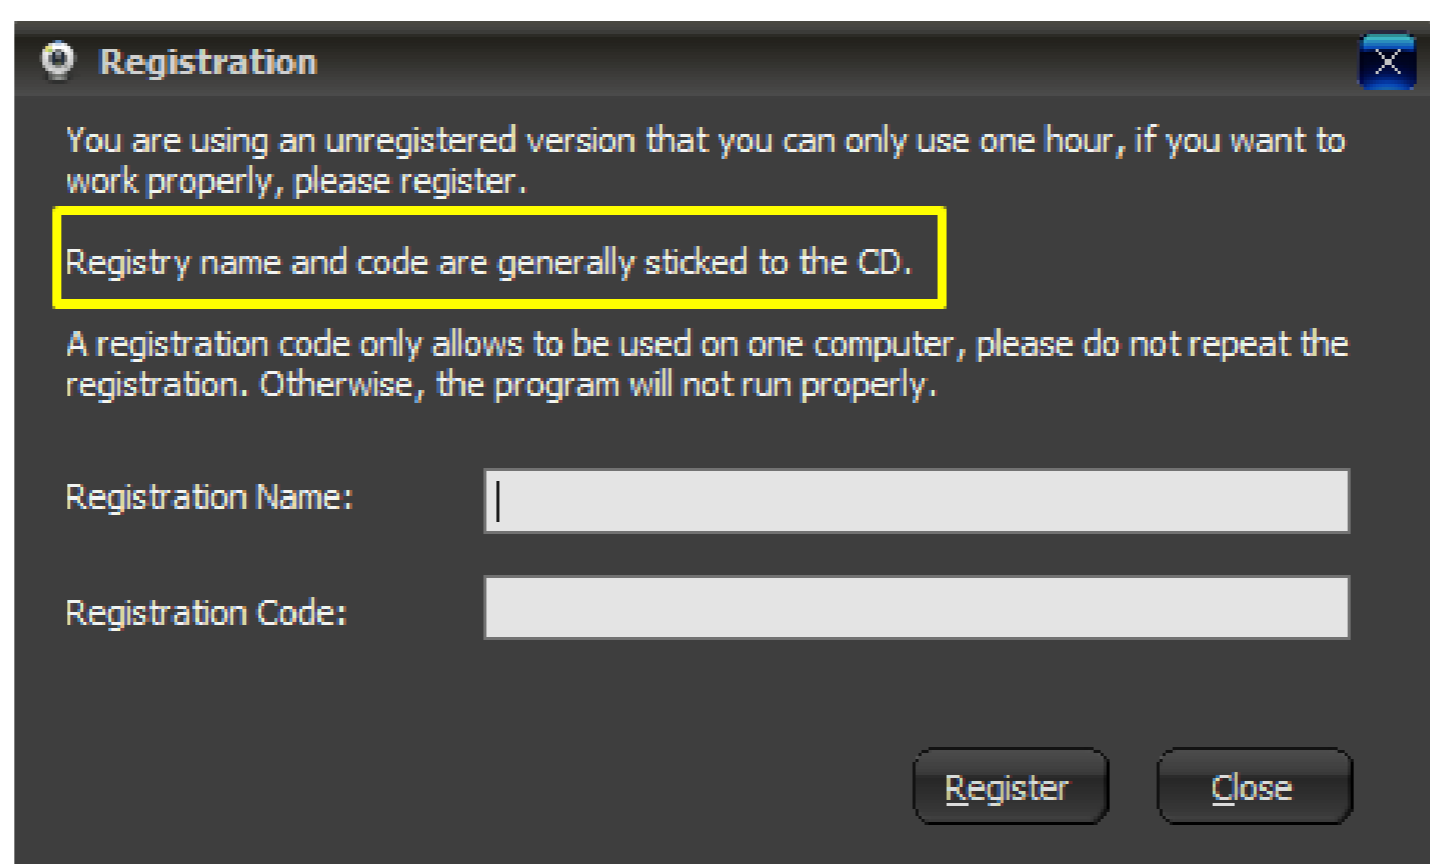 Registration
You are using an unregistered version that you can only use one hour, if you want to
work properly, please register.
Registry name and code are generally sticked to the CD.
A registration code only allows to be used on one computer, please do not repeat the
registration. Otherwise, the program will not run properly.
Registration Name:
Registration Code:
Register Close